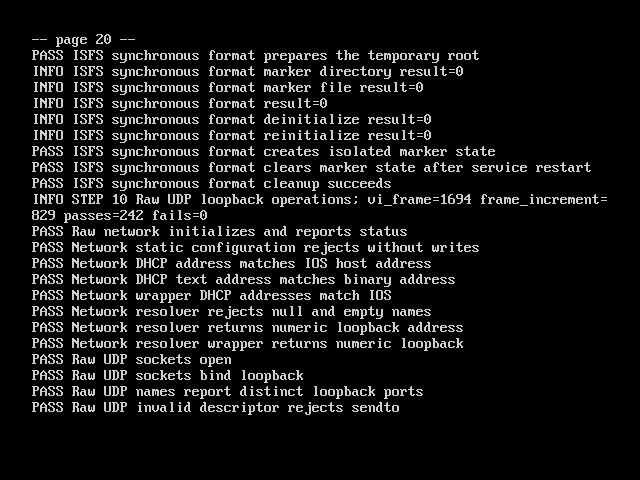 -- page 20 --
PASS ISFS synchronous format prepares the temporary root
INFO ISFS synchronous format marker directory result=0
INFO ISFS synchronous format marker file result=0
INFO ISFS synchronous format result=0
INFO ISFS synchronous format deinitialize result=0
INFO ISFS synchronous format reinitialize result=0
PASS ISFS synchronous format creates isolated marker state
PASS ISFS synchronous format clears marker state after service restart
PASS ISFS synchronous format cleanup succeeds
INFO STEP 10 Raw UDP loopback operations; vi_frame=1694 frame_increment=
829 passes=242 fails=0
PASS Raw network initializes and reports status
PASS Network static configuration rejects without writes
PASS Network DHCP address matches IOS host address
PASS Network DHCP text address matches binary address
PASS Network wrapper DHCP addresses match IOS
PASS Network resolver rejects null and empty names
PASS Network resolver returns numeric loopback address
PASS Network resolver wrapper returns numeric loopback
PASS Raw UDP sockets open
PASS Raw UDP sockets bind loopback
PASS Raw UDP names report distinct loopback ports
PASS Raw UDP invalid descriptor rejects sendto